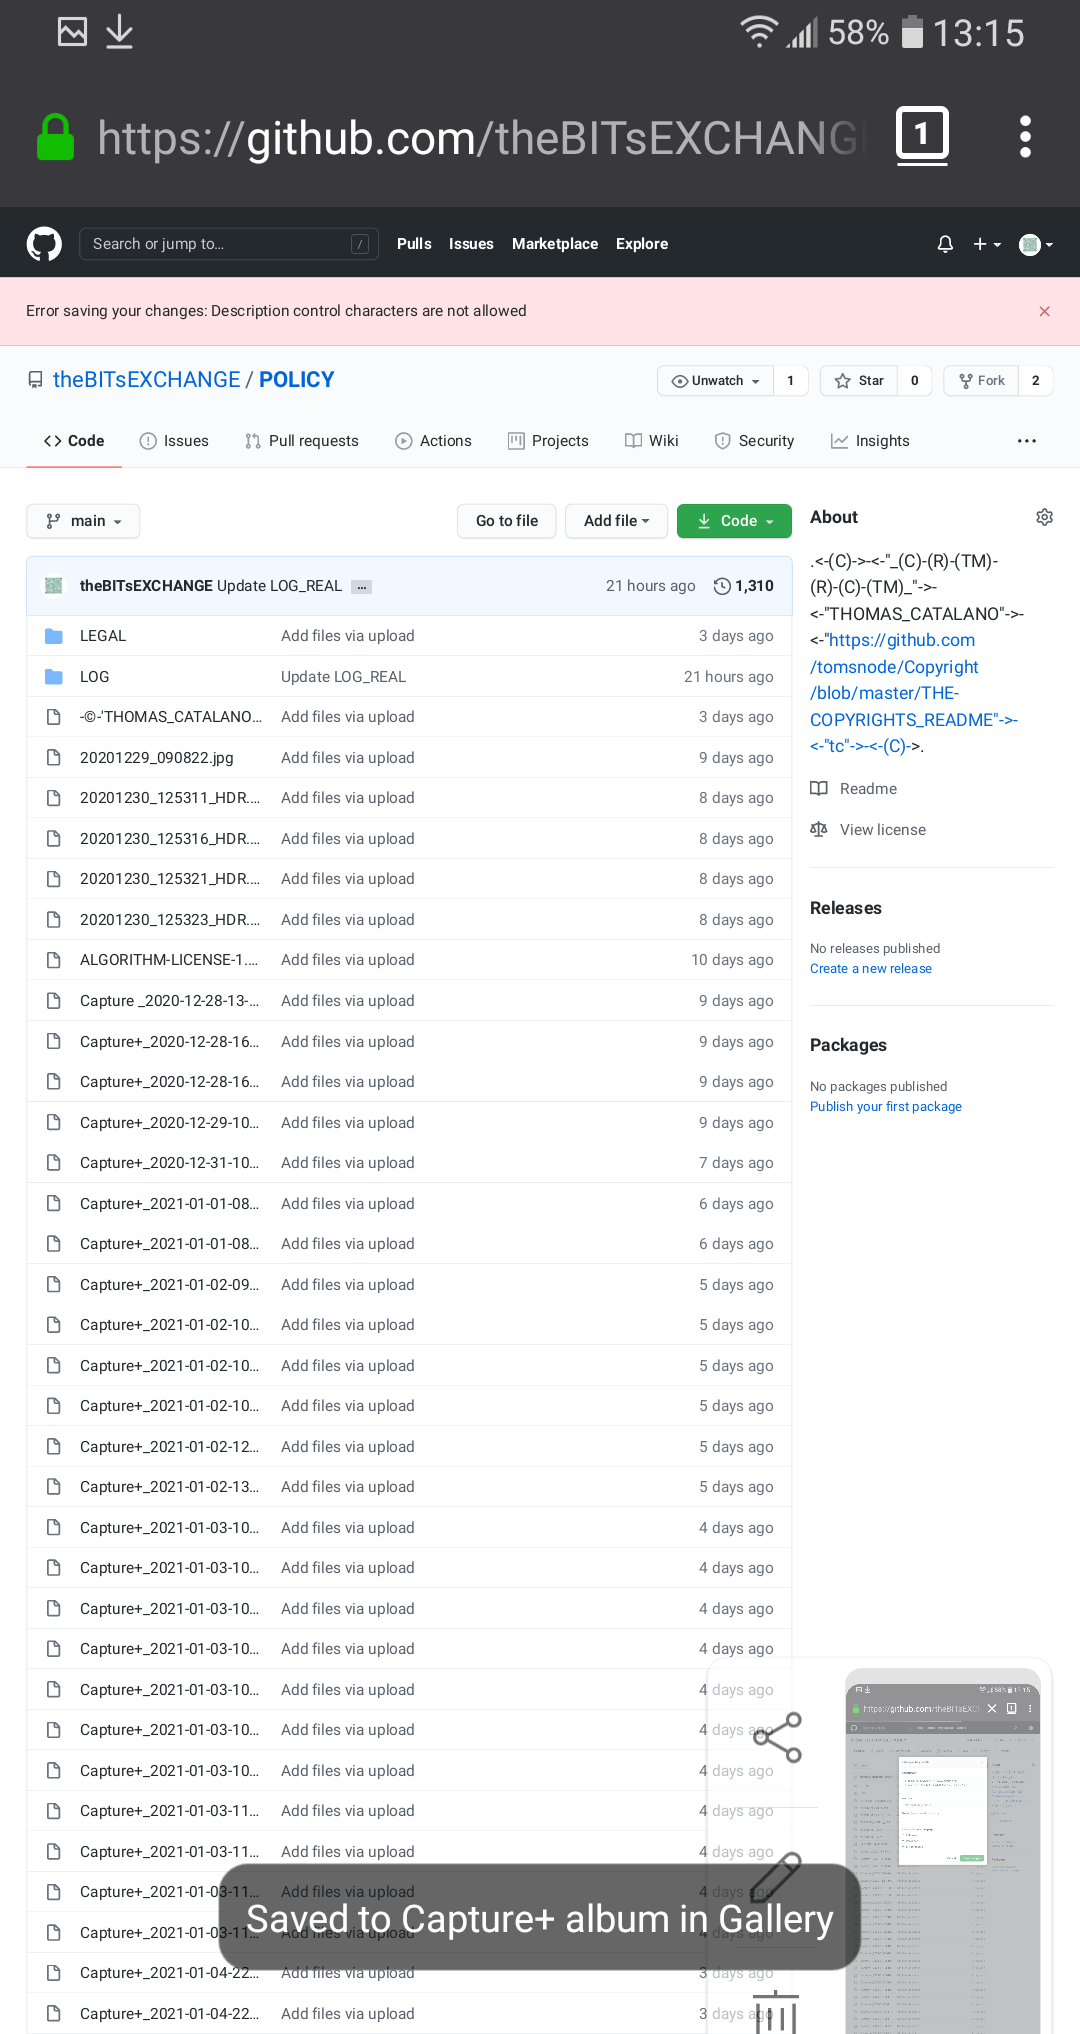 58% 13:15
https://github.com/theBITsEXCHANG
1
Search or jump to... /
Pulls Issues Marketplace Explore
Error saving your changes: Description control characters are not allowed
theBITsEXCHANGE / POLICY
Unwatch 1 Star 0 Fork 2
Code Issues Pull requests Actions Projects Wiki Security Insights
main Go to file Add file Code
theBITsEXCHANGE Update LOG_REAL ... 21 hours ago 1,310
LEGAL Add files via upload 3 days ago
LOG Update LOG_REAL 21 hours ago
-©-'THOMAS_CATALANO... Add files via upload 3 days ago
20201229_090822.jpg Add files via upload 9 days ago
20201230_125311_HDR.... Add files via upload 8 days ago
20201230_125316_HDR.... Add files via upload 8 days ago
20201230_125321_HDR.... Add files via upload 8 days ago
20201230_125323_HDR.... Add files via upload 8 days ago
ALGORITHM-LICENSE-1.... Add files via upload 10 days ago
Capture _2020-12-28-13-... Add files via upload 9 days ago
Capture+_2020-12-28-16... Add files via upload 9 days ago
Capture+_2020-12-28-16... Add files via upload 9 days ago
Capture+_2020-12-29-10... Add files via upload 9 days ago
Capture+_2020-12-31-10... Add files via upload 7 days ago
Capture+_2021-01-01-08... Add files via upload 6 days ago
Capture+_2021-01-01-08... Add files via upload 6 days ago
Capture+_2021-01-02-09... Add files via upload 5 days ago
Capture+_2021-01-02-10... Add files via upload 5 days ago
Capture+_2021-01-02-10... Add files via upload 5 days ago
Capture+_2021-01-02-10... Add files via upload 5 days ago
Capture+_2021-01-02-12... Add files via upload 5 days ago
Capture+_2021-01-02-13... Add files via upload 5 days ago
Capture+_2021-01-03-10... Add files via upload 4 days ago
Capture+_2021-01-03-10... Add files via upload 4 days ago
Capture+_2021-01-03-10... Add files via upload 4 days ago
Capture+_2021-01-03-10... Add files via upload 4 days ago
Capture+_2021-01-03-10... Add files via upload 4 days ago
Capture+_2021-01-03-10... Add files via upload 4 days ago
Capture+_2021-01-03-10... Add files via upload 4 days ago
Capture+_2021-01-03-11... Add files via upload 4 days ago
Capture+_2021-01-03-11... Add files via upload 4 days ago
Capture+_2021-01-03-11... Add files via upload 4 days ago
Capture+_2021-01-03-11... Add files via upload 4 days ago
Capture+_2021-01-04-22... Add files via upload 3 days ago
Capture+_2021-01-04-22... Add files via upload 3 days ago
About
.<-(C)->-<-"_(C)-(R)-(TM)-
(R)-(C)-(TM)_"->-
<-"THOMAS_CATALANO"->-
<-"https://github.com
/tomsnode/Copyright
/blob/master/THE-
COPYRIGHTS_README"->-
<-"tc"->-<-(C)->.
Readme
View license
Releases
No releases published
Create a new release
Packages
No packages published
Publish your first package
Saved to Capture+ album in Gallery